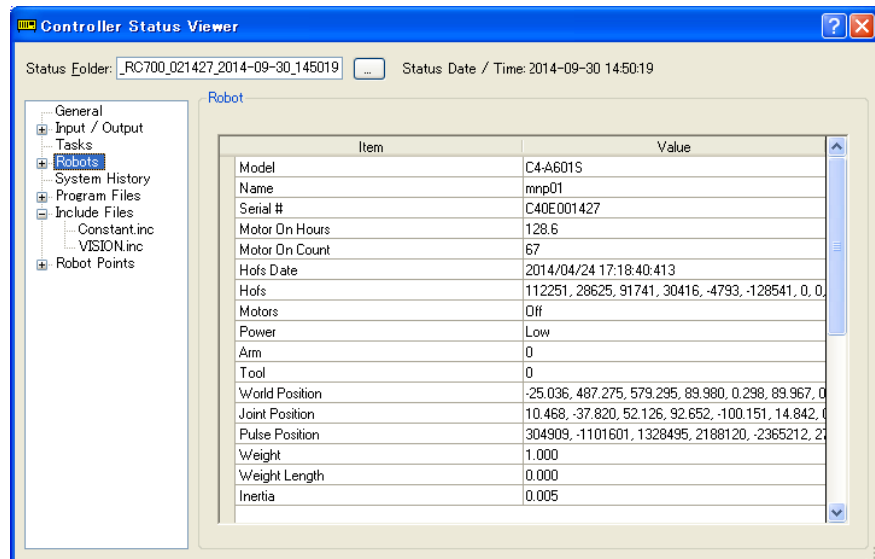 Controller Status Viewer
Status Folder: _RC700_021427_2014-09-30_145019 ... Status Date / Time: 2014-09-30 14:50:19
General
Input / Output
Tasks
Robots
System History
Program Files
Include Files
Constant.inc
VISION.inc
Robot Points
Robot
Item Value
Model C4-A601S
Name mnp01
Serial # C40E001427
Motor On Hours 128.6
Motor On Count 67
Hofs Date 2014/04/24 17:18:40:413
Hofs 112251, 28625, 91741, 30416, -4793, -128541, 0, 0,
Motors Off
Power Low
Arm 0
Tool 0
World Position -25.036, 487.275, 579.295, 89.980, 0.298, 89.967, 0
Joint Position 10.468, -37.820, 52.126, 92.652, -100.151, 14.842, 0
Pulse Position 304909, -1101601, 1328495, 2188120, -2365212, 27
Weight 1.000
Weight Length 0.000
Inertia 0.005